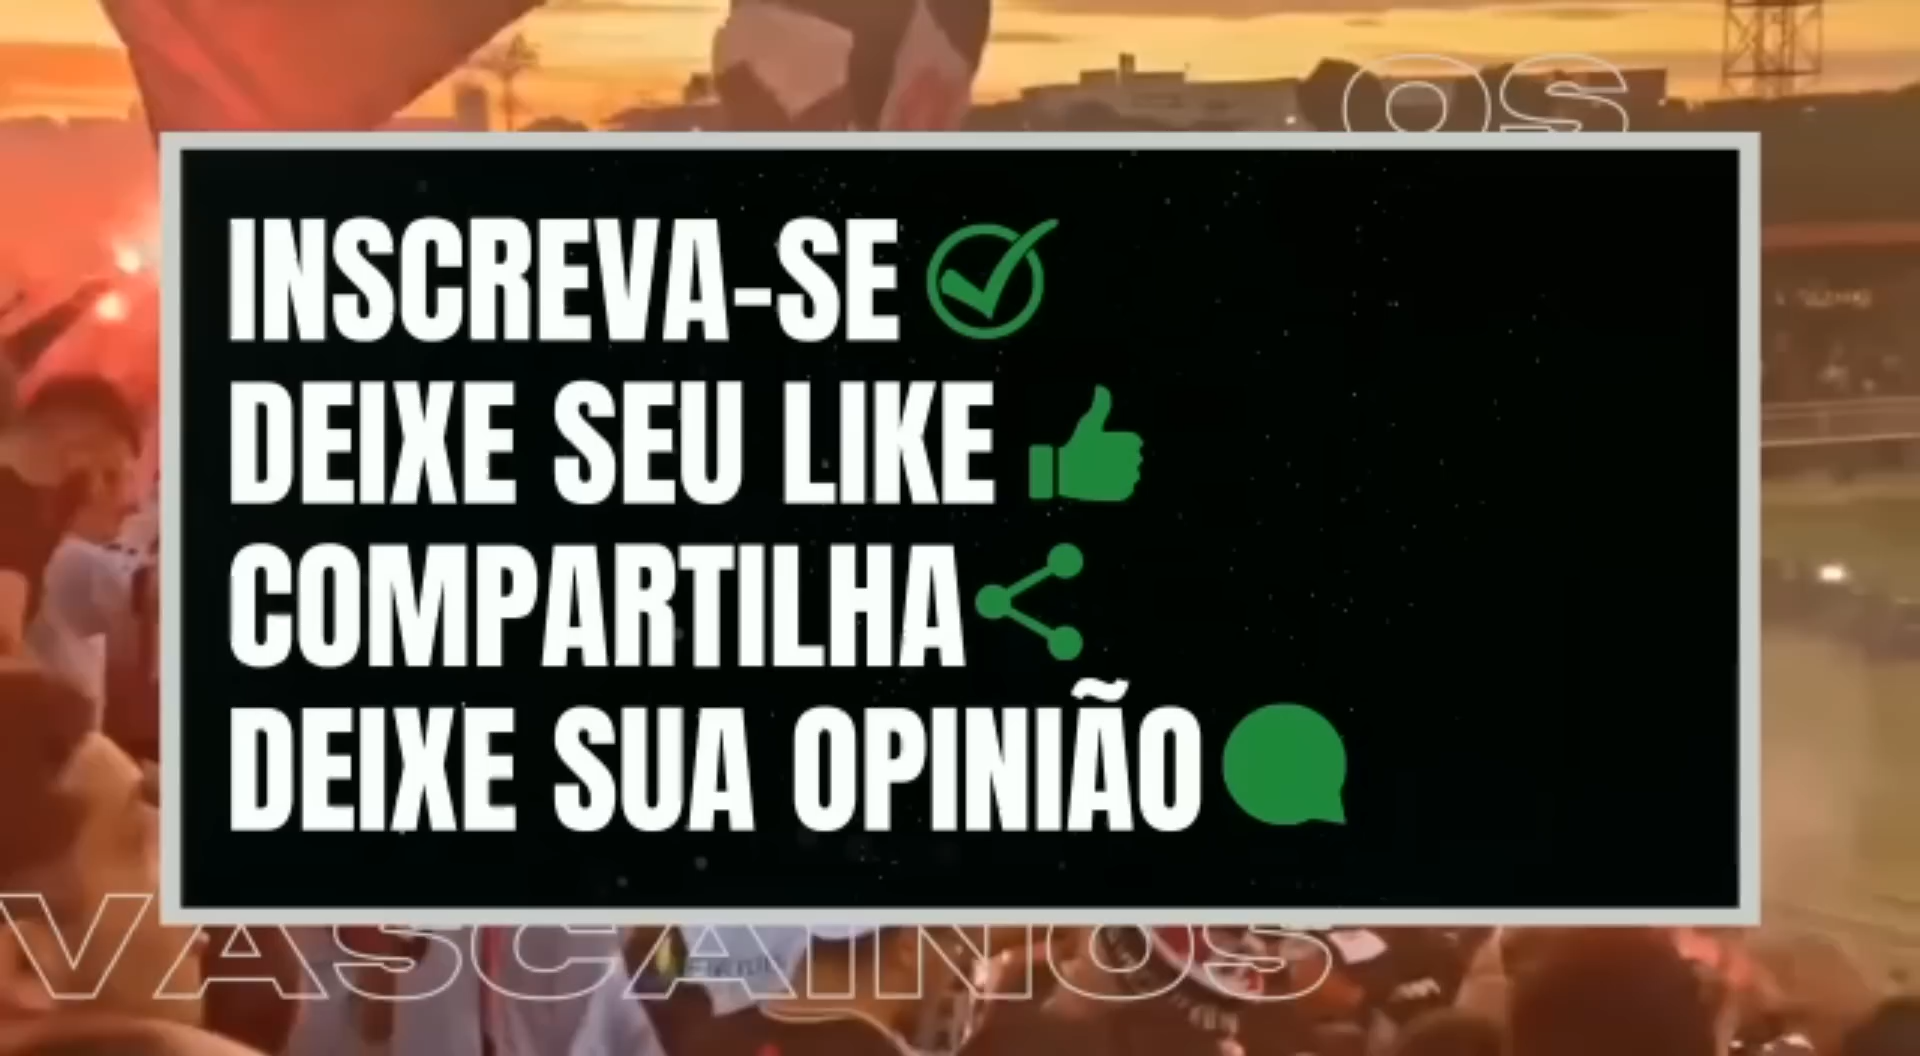 OS
INSCREVA-SE
DEIXE SEU LIKE
COMPARTILHA
DEIXE SUA OPINIÃO
VASCAINOS